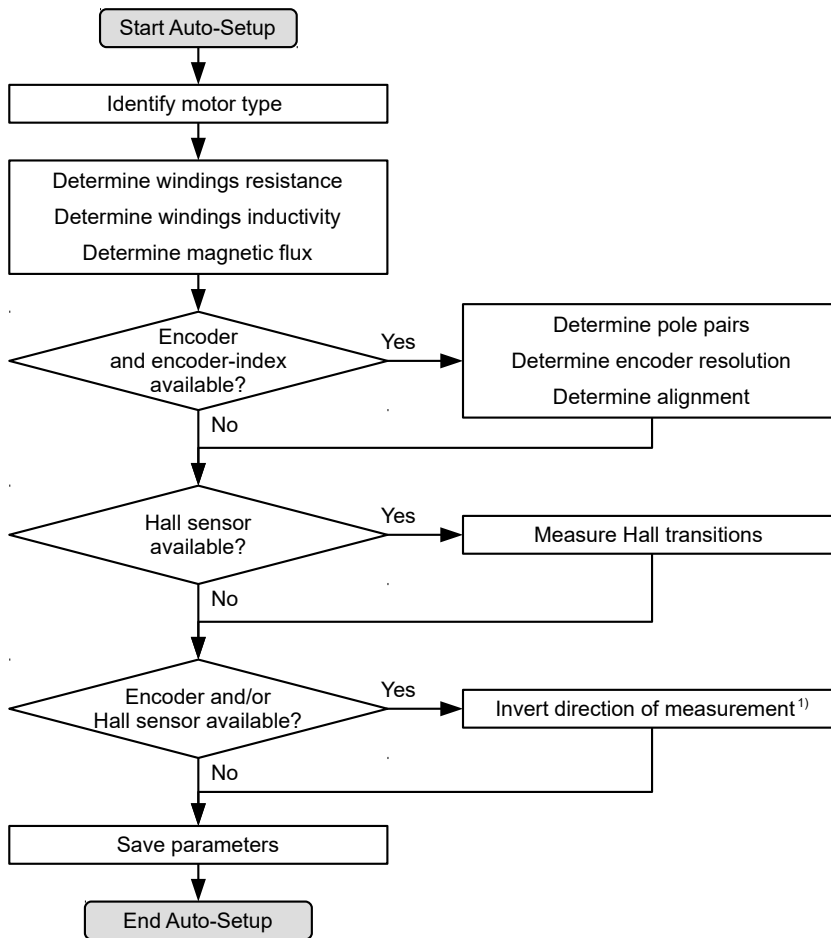 Start Auto-Setup
Identify motor type
Determine windings resistance
Determine windings inductivity
Determine magnetic flux
Encoder
and encoder-index
available?
Yes
Determine pole pairs
Determine encoder resolution
Determine alignment
No
Hall sensor
available?
Yes
Measure Hall transitions
No
Encoder and/or
Hall sensor available?
Yes
Invert direction of measurement 1)
No
Save parameters
End Auto-Setup